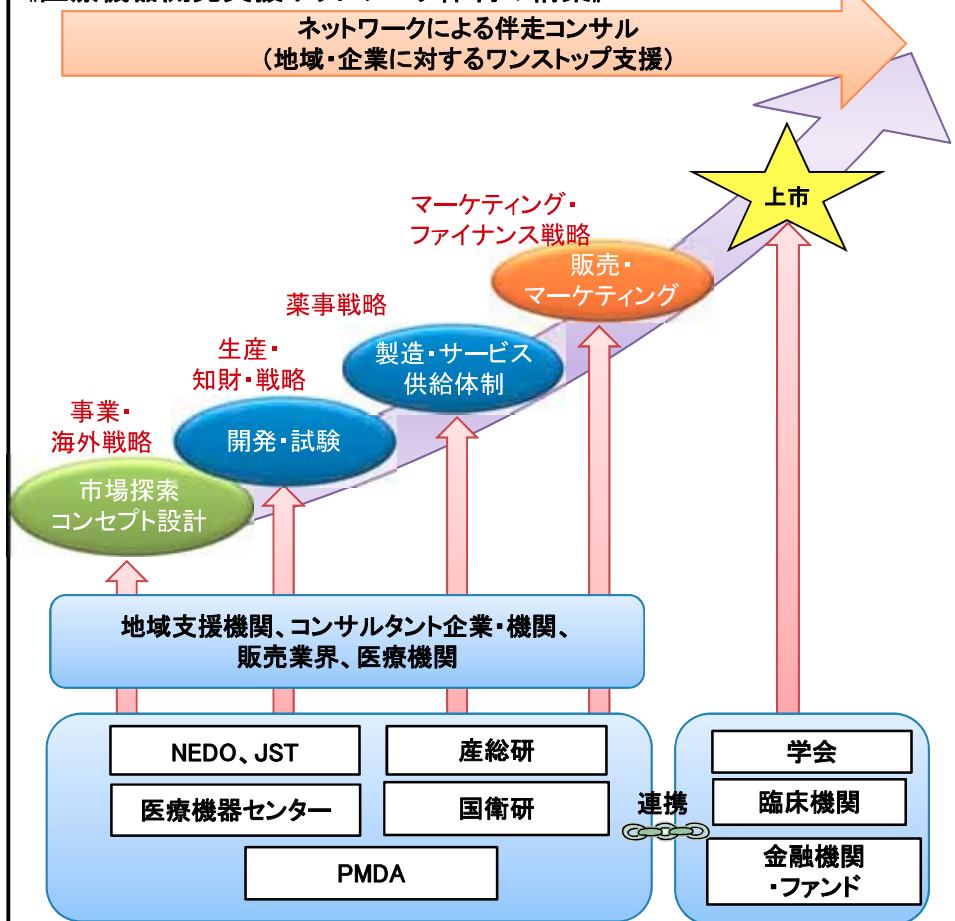 ネットワークによる伴走コンサル
（地域・企業に対するワンストップ支援）
上市
マーケティング・
ファイナンス戦略
販売・
マーケティング
薬事戦略
製造・サービス
供給体制
生産・
知財・戦略
開発・試験
事業・
海外戦略
市場探索
コンセプト設計
地域支援機関、コンサルタント企業・機関、
販売業界、医療機関
NEDO、JST
産総研
医療機器センター
国衛研
PMDA
連携
学会
臨床機関
金融機関
・ファンド